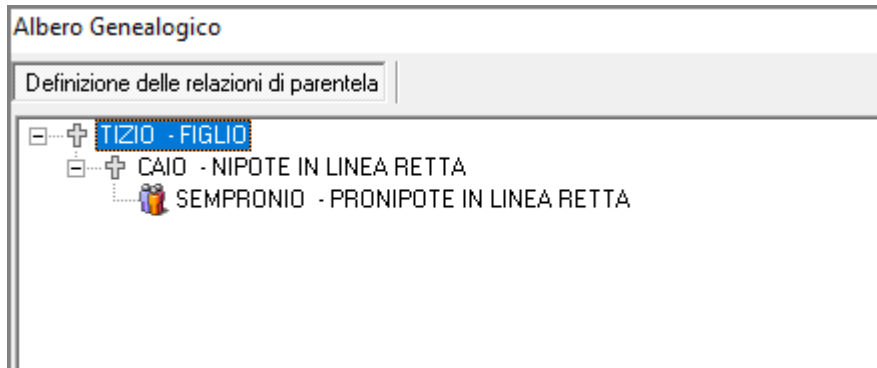 Albero Genealogico
Definizione delle relazioni di parentela
TIZIO - FIGLIO
CAIO - NIPOTE IN LINEA RETTA
SEMPRONIO - PRONIPOTE IN LINEA RETTA